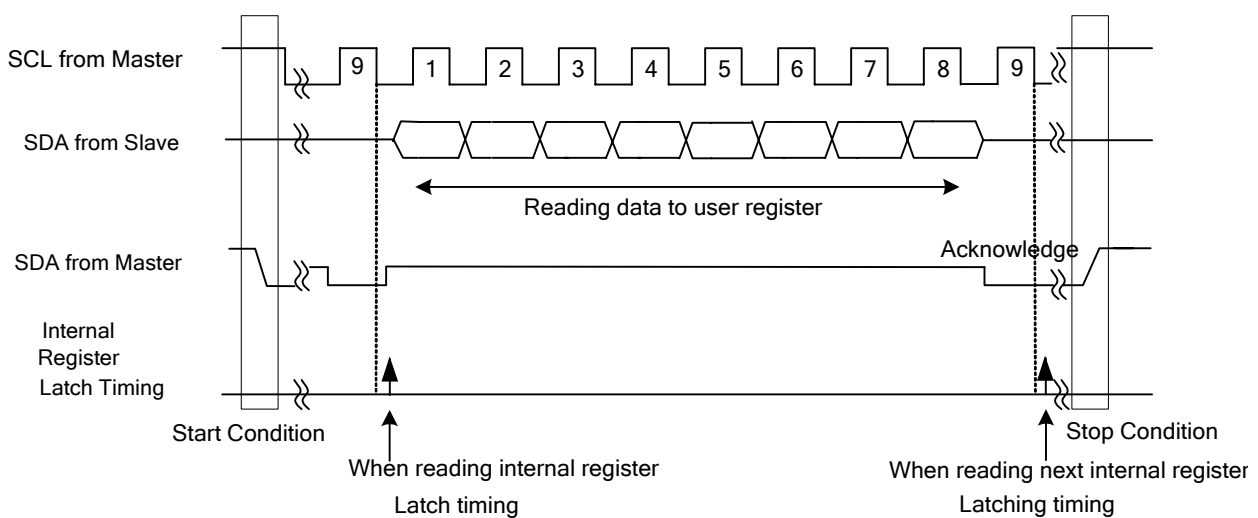 SCL from Master
9 1 2 3 4 5 6 7 8 9
SDA from Slave
Reading data to user register
SDA from Master
Acknowledge
Internal
Register
Latch Timing
Start Condition
Stop Condition
When reading internal register
Latch timing
When reading next internal register
Latching timing